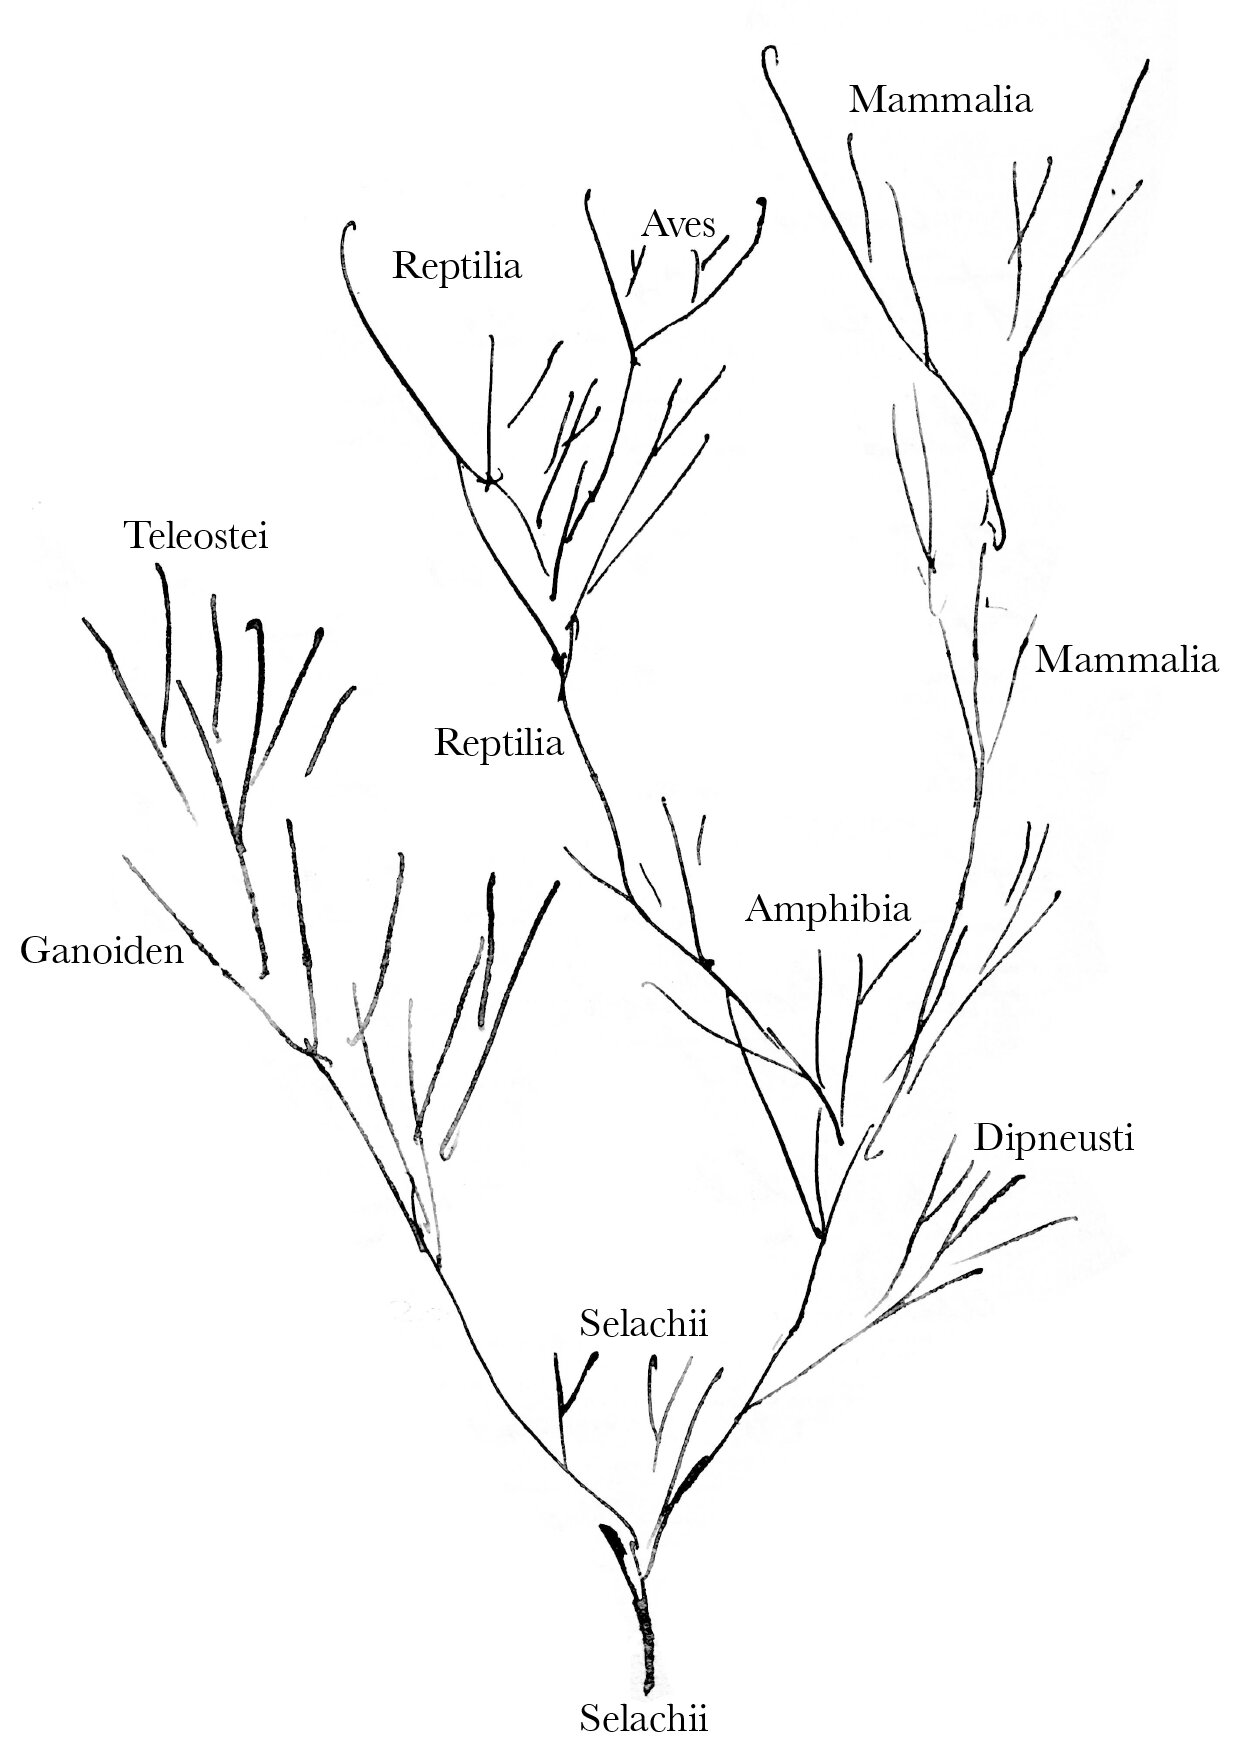 Mammalia
Aves
Reptilia
Teleostei
Mammalia
Reptilia
Amphibia
Ganoiden
Dipneusti
Selachii
Selachii